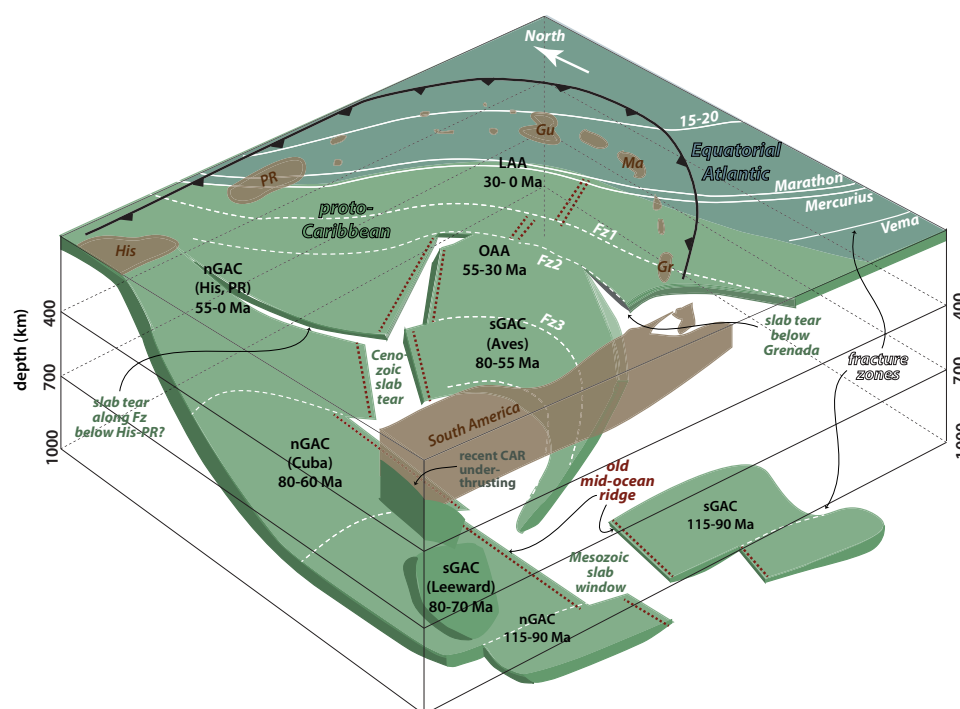 North
15-20
Equatorial
Atlantic
Gu
Ma
LAA
30- 0 Ma
Marathon
Mercurius
Vema
PR
proto-
Caribbean
His
Fz1
OAA
55-30 Ma
Fz2
Gr
nGAC
(His, PR)
55-0 Ma
Fz3
sGAC
(Aves)
80-55 Ma
slab tear
below
Grenada
fracture
zones
depth (km)
400
700
1000
400
700
Ceno-
zoic
slab
tear
slab tear
along Fz
below His-PR?
South America
nGAC
(Cuba)
80-60 Ma
recent CAR
under-
thrusting
old
mid-ocean
ridge
sGAC
115-90 Ma
Mesozoic
slab
window
sGAC
(Leeward)
80-70 Ma
nGAC
115-90 Ma